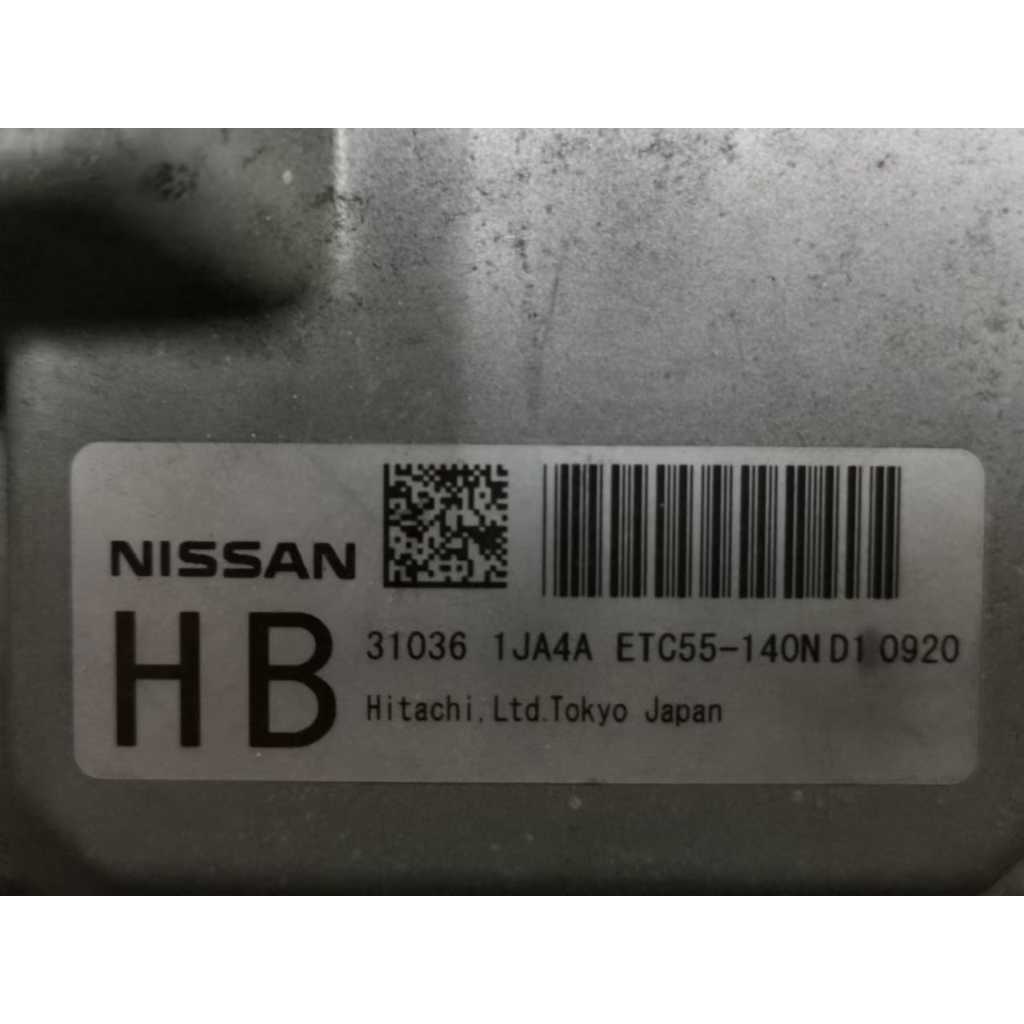 NISSAN
HB 31036 1JA4A ETC55-140N D1 0920
Hitachi,Ltd.Tokyo Japan